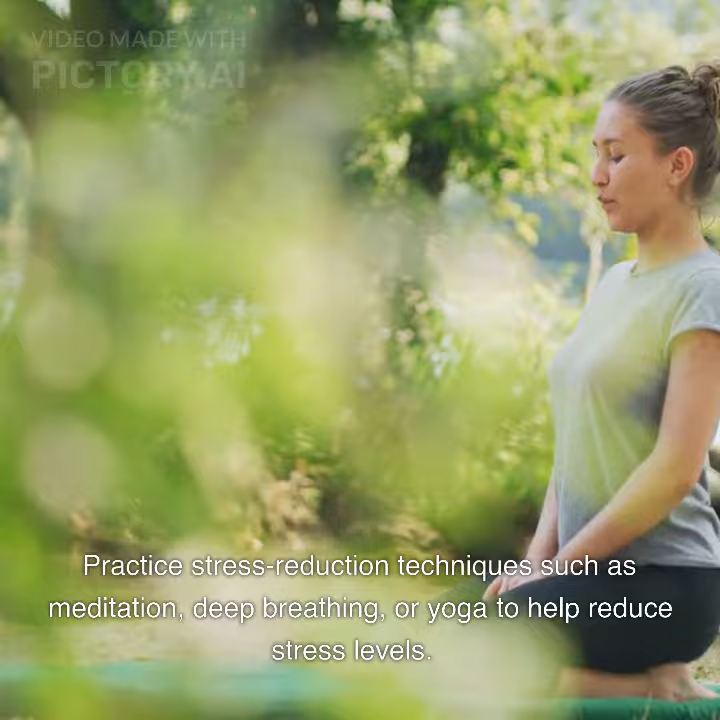 VIDEO MADE WITH
PICTORY.AI
Practice stress-reduction techniques such as
meditation, deep breathing, or yoga to help reduce
stress levels.